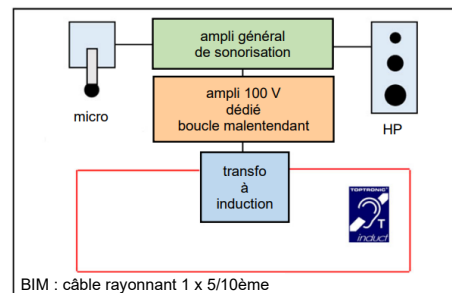 ampli général
de sonorisation
micro
HP
ampli 100 V
dédié
boucle malentendant
transfo
à
induction
TOPTRONIC
T
induct
BIM : câble rayonnant 1 x 5/10ème